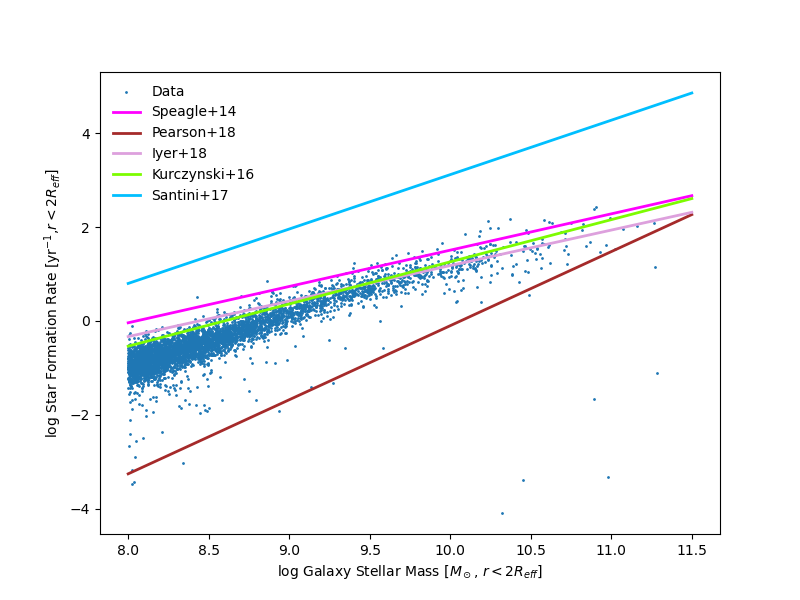 Data
Speagle+14
Pearson+18
Iyer+18
Kurczynski+16
Santini+17
log Star Formation Rate [yr⁻¹,r < 2R_eff]
4
2
0
−2
−4
8.0 8.5 9.0 9.5 10.0 10.5 11.0 11.5
log Galaxy Stellar Mass [M_⊙ , r < 2R_eff]